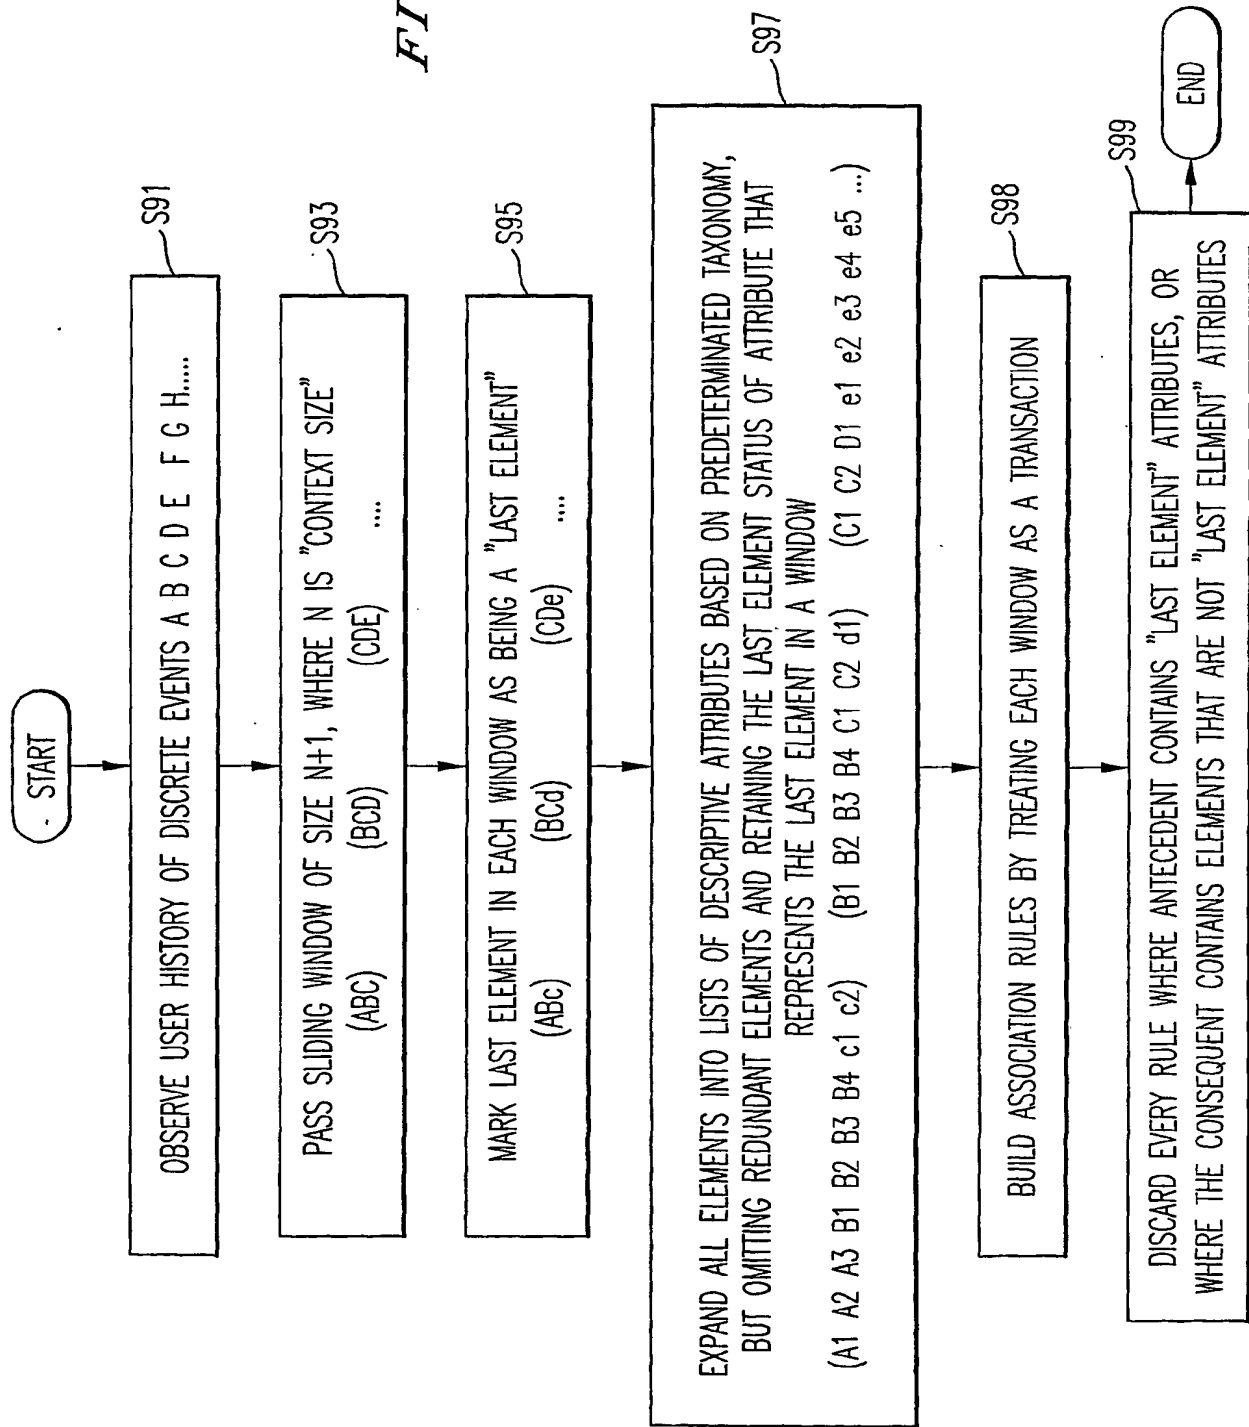 FI
START
S91
OBSERVE USER HISTORY OF DISCRETE EVENTS A B C D E F G H.....
S93
PASS SLIDING WINDOW OF SIZE N+1, WHERE N IS "CONTEXT SIZE"
(ABC) (BCD) (CDE) ....
S95
MARK LAST ELEMENT IN EACH WINDOW AS BEING A "LAST ELEMENT"
(ABc) (BCd) (CDe) ....
S97
EXPAND ALL ELEMENTS INTO LISTS OF DESCRIPTIVE ATTRIBUTES BASED ON PREDETERMINATED TAXONOMY,
BUT OMITTING REDUNDANT ELEMENTS AND RETAINING THE LAST ELEMENT STATUS OF ATTRIBUTE THAT
REPRESENTS THE LAST ELEMENT IN A WINDOW
(A1 A2 A3 B1 B2 B3 B4 c1 c2) (B1 B2 B3 B4 C1 C2 d1) (C1 C2 D1 e1 e2 e3 e4 e5 ...)
S98
BUILD ASSOCIATION RULES BY TREATING EACH WINDOW AS A TRANSACTION
S99
DISCARD EVERY RULE WHERE ANTECEDENT CONTAINS "LAST ELEMENT" ATTRIBUTES, OR
WHERE THE CONSEQUENT CONTAINS ELEMENTS THAT ARE NOT "LAST ELEMENT" ATTRIBUTES
END